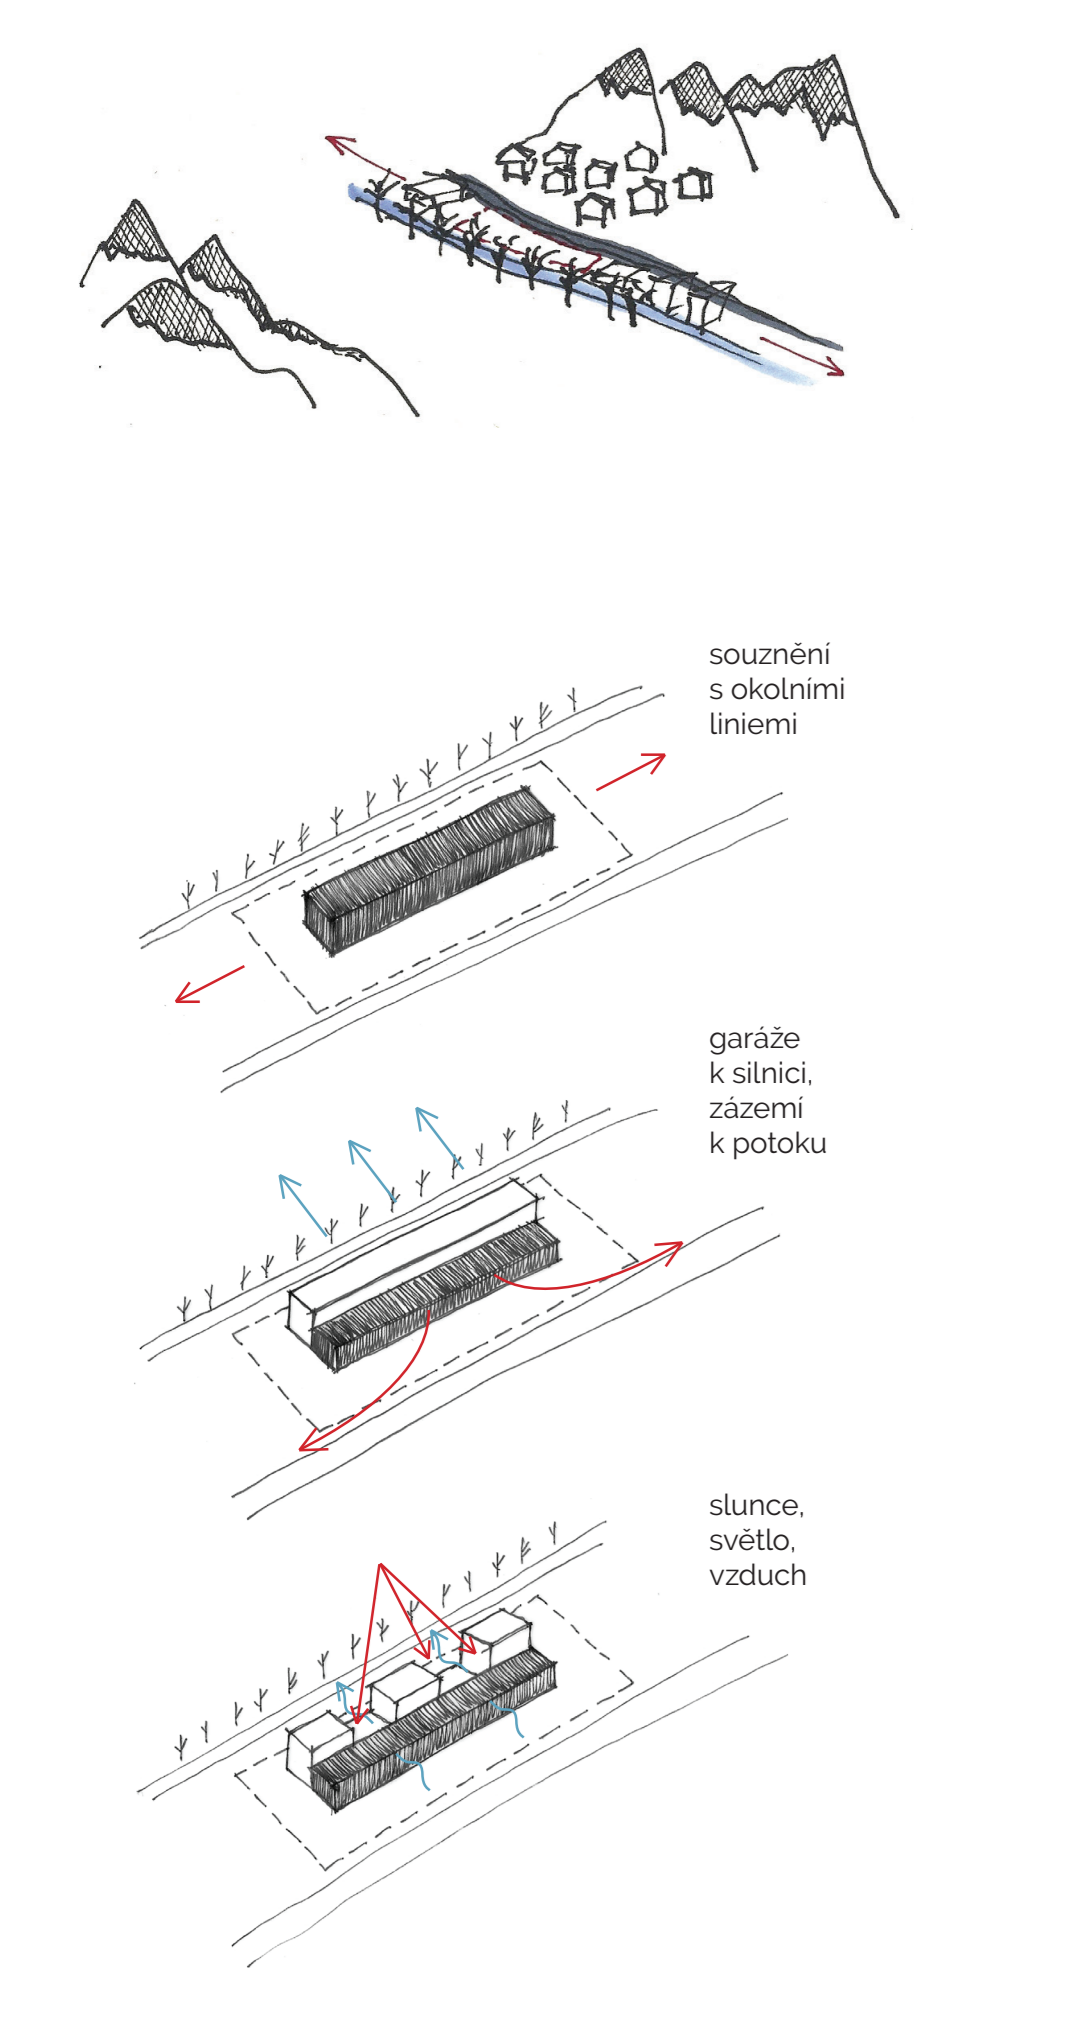 souznění
s okolními
liniemi
garáže
k silnici,
zázemí
k potoku
slunce,
světlo,
vzduch